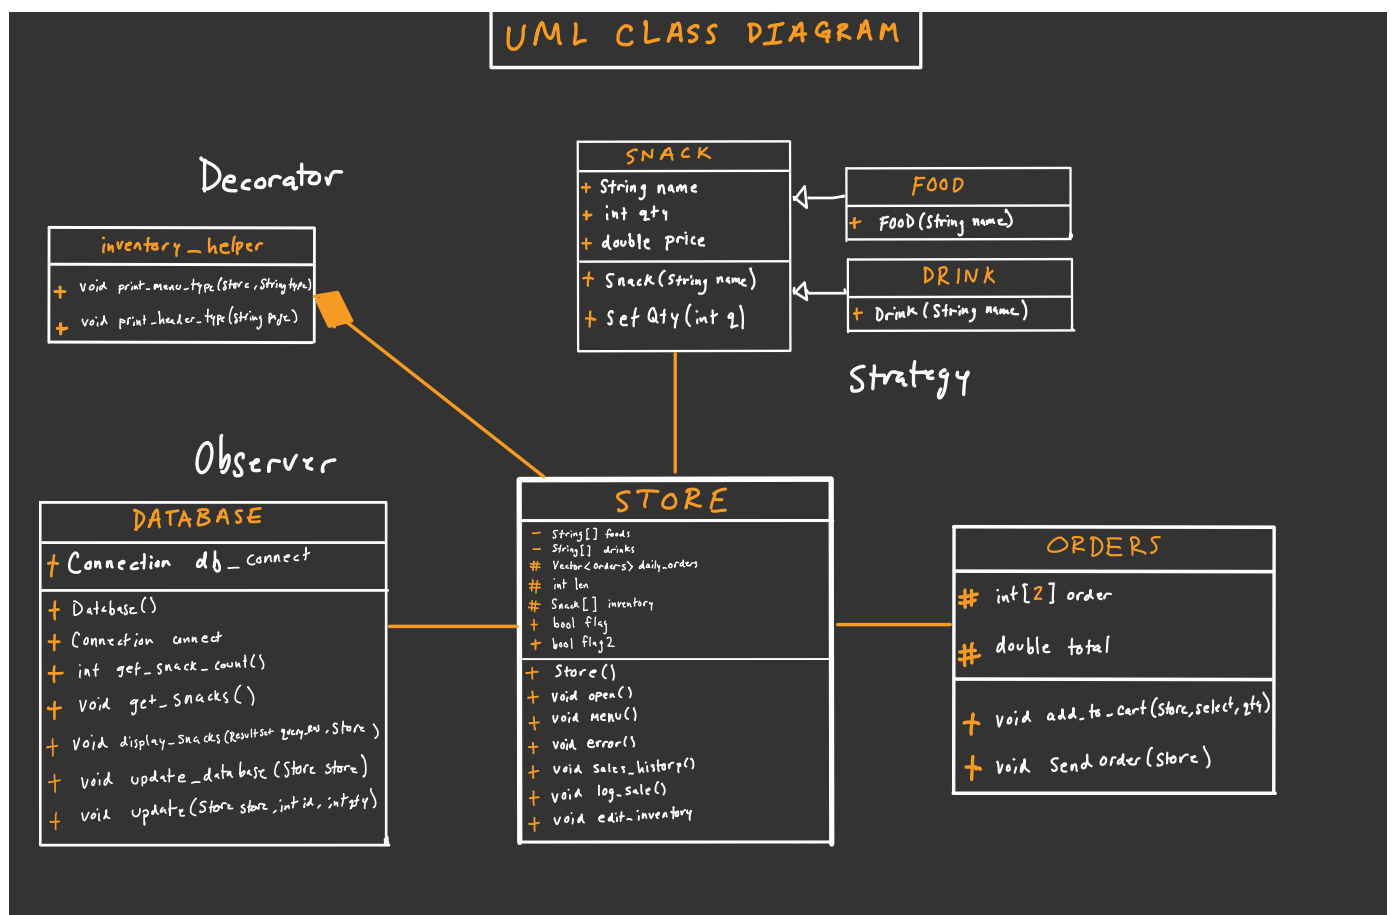 UML CLASS DIAGRAM
Decorator
inventory_helper
+ void print_menu_type(Store, String type)
+ void print_header_type(String page)
SNACK
+ String name
+ int qty
+ double price
+ Snack(String name)
+ Set Qty(int q)
FOOD
+ FOOD(String name)
DRINK
+ Drink(String name)
Strategy
Observer
DATABASE
+ Connection db_connect
+ Database()
+ Connection connect
+ int get_snack_count()
+ void get_snacks()
+ void display_snacks(ResultSet query_res, Store)
+ void update_database(Store store)
+ void update(Store store, int id, int qty)
STORE
- String[] foods
- String[] drinks
# Vector<Orders> daily_orders
# int len
# Snack[] inventory
+ bool flag
+ bool flag2
+ Store()
+ void open()
+ void menu()
+ void error()
+ void sales_history()
+ void log_sale()
+ void edit_inventory
ORDERS
# int[2] order
# double total
+ void add_to_cart(Store, select, qty)
+ void Send order(Store)